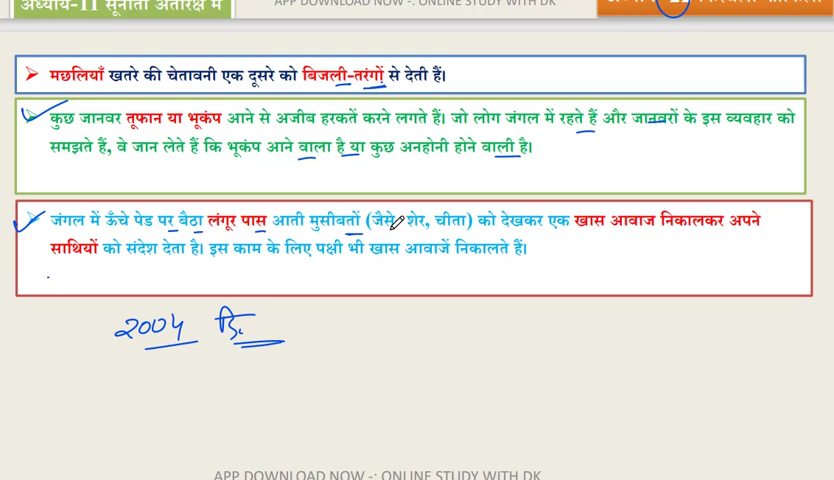 अध्याय-11 सुनीता अंतरिक्ष में
APP DOWNLOAD NOW -: ONLINE STUDY WITH DK
मछलियाँ खतरे की चेतावनी एक दूसरे को बिजली-तरंगों से देती हैं।
कुछ जानवर तूफान या भूकंप आने से अजीब हरकतें करने लगते हैं। जो लोग जंगल में रहते हैं और जानवरों के इस व्यवहार को
समझते हैं, वे जान लेते हैं कि भूकंप आने वाला है या कुछ अनहोनी होने वाली है।
जंगल में ऊँचे पेड पर बैठा लंगूर पास आती मुसीबतों (जैसे शेर, चीता) को देखकर एक खास आवाज निकालकर अपने
साथियों को संदेश देता है। इस काम के लिए पक्षी भी खास आवाजें निकालते हैं।
2004 दि.
APP DOWNLOAD NOW -: ONLINE STUDY WITH DK